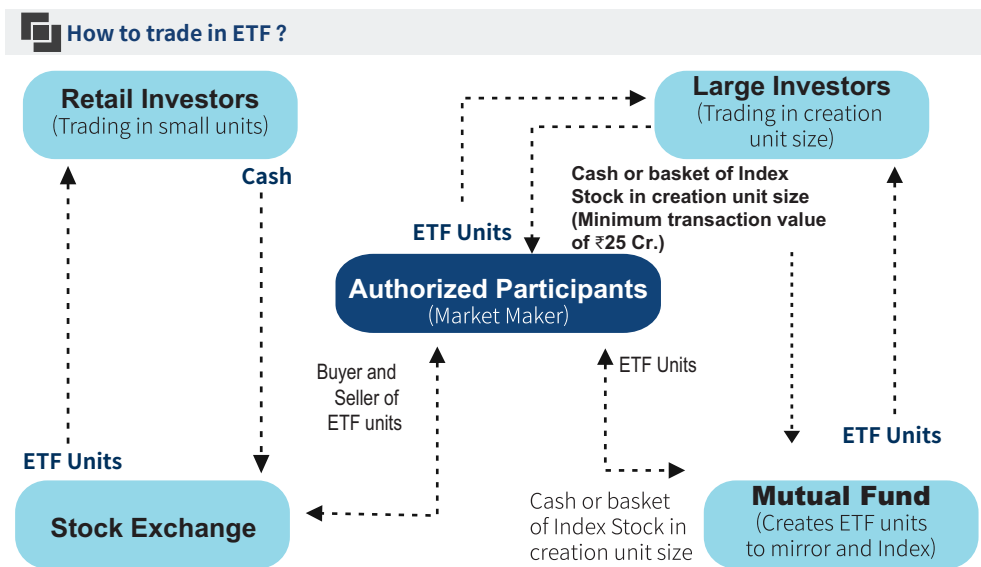 How to trade in ETF ?
Retail Investors
(Trading in small units)
Large Investors
(Trading in creation
unit size)
Cash
Cash or basket of Index
Stock in creation unit size
(Minimum transaction value
of ₹25 Cr.)
ETF Units
Authorized Participants
(Market Maker)
Buyer and
Seller of
ETF units
ETF Units
ETF Units
ETF Units
Stock Exchange
Cash or basket
of Index Stock in
creation unit size
Mutual Fund
(Creates ETF units
to mirror and Index)